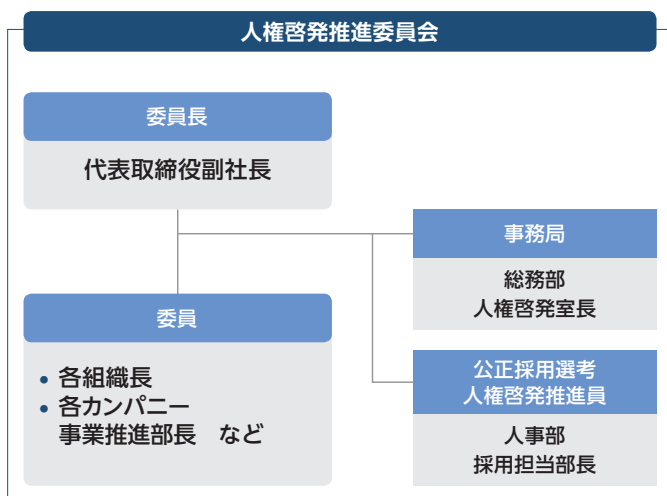 人権啓発推進委員会
委員長
代表取締役副社長
事務局
総務部
人権啓発室長
委員
• 各組織長
• 各カンパニー
事業推進部長　など
公正採用選考
人権啓発推進員
人事部
採用担当部長